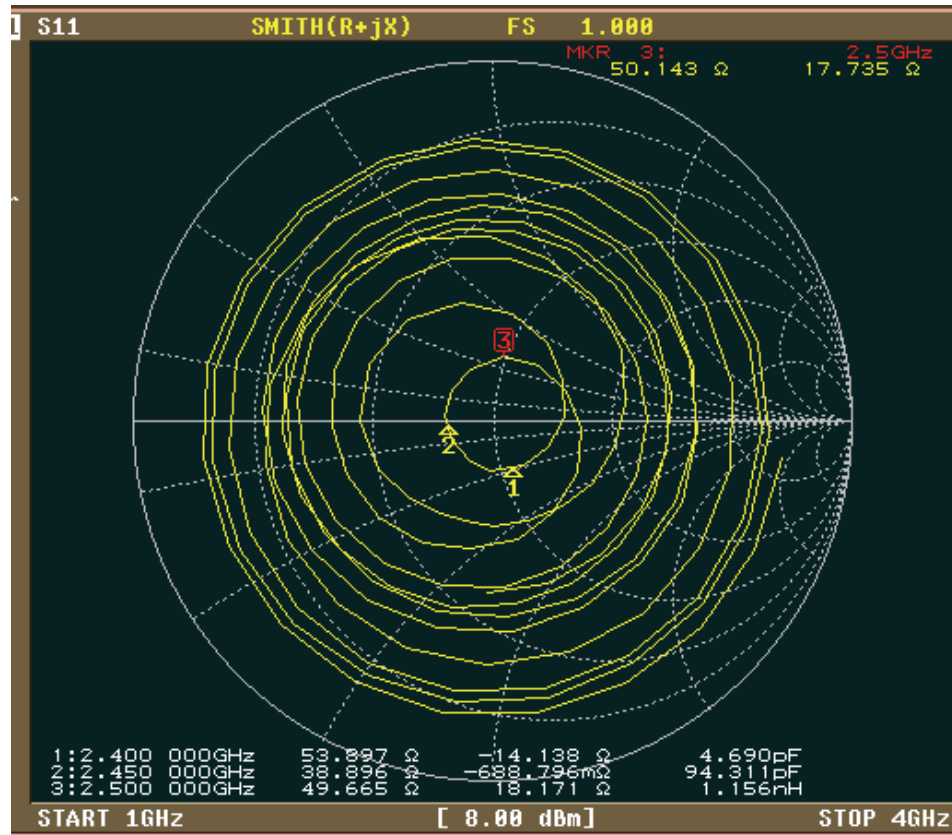 S11 SMITH(R+jX) FS 1.000
MKR 3: 2.5GHz
50.143 Ω 17.735 Ω
3
2
1
1:2.400 000GHz 53.897 Ω -14.138 Ω 4.690pF
2:2.450 000GHz 38.896 Ω -688.796mΩ 94.311pF
3:2.500 000GHz 49.665 Ω 18.171 Ω 1.156nH
START 1GHz [ 8.00 dBm] STOP 4GHz